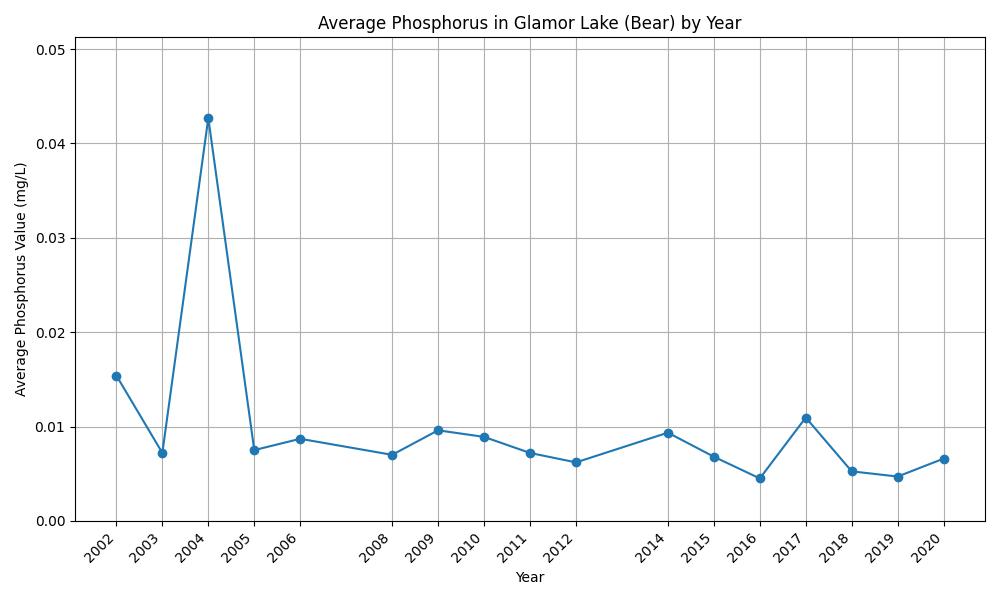 Average Phosphorus in Glamor Lake (Bear) by Year
Average Phosphorus Value (mg/L)
0.05
0.04
0.03
0.02
0.01
0.00
2002 2003 2004 2005 2006 2008 2009 2010 2011 2012 2014 2015 2016 2017 2018 2019 2020
Year